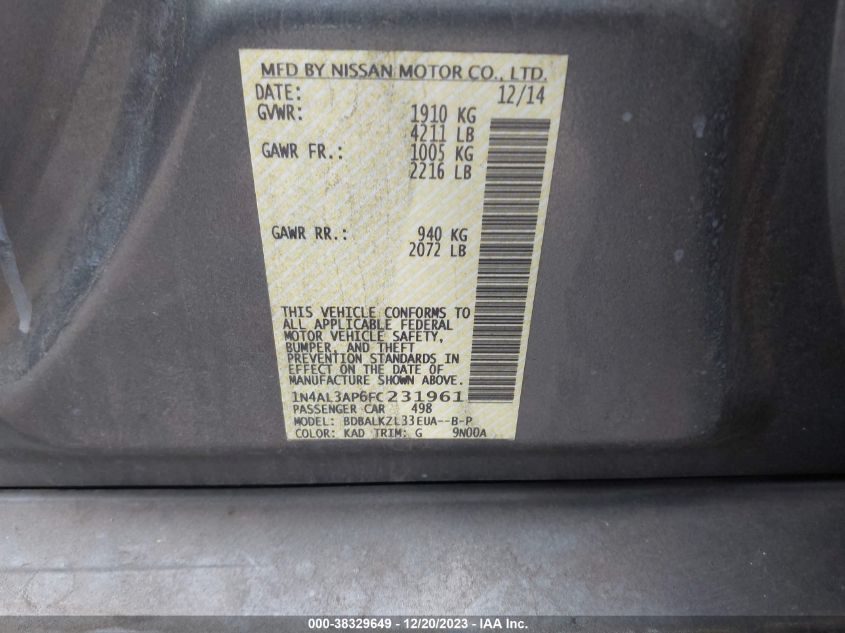 MFD BY NISSAN MOTOR CO., LTD.
DATE: 12/14
GVWR: 1910 KG
4211 LB
GAWR FR.: 1005 KG
2216 LB
GAWR RR.: 940 KG
2072 LB
THIS VEHICLE CONFORMS TO
ALL APPLICABLE FEDERAL
MOTOR VEHICLE SAFETY,
BUMPER, AND THEFT
PREVENTION STANDARDS IN
EFFECT ON THE DATE OF
MANUFACTURE SHOWN ABOVE.
1N4AL3AP6FC231961
PASSENGER CAR 498
MODEL: BDBALKZL33EUA--B-P
COLOR: KAD TRIM: G 9N00A
000-38329649 - 12/20/2023 - IAA Inc.